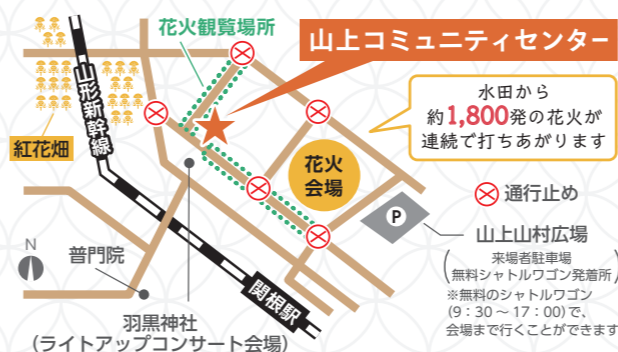 花火観覧場所
山上コミュニティセンター
水田から
約1,800発の花火が
連続で打ちあがります
山形新幹線
紅花畑
花火
会場
通行止め
P
山上山村広場
来場者駐車場
無料シャトルワゴン発着所
※無料のシャトルワゴン
(9：30～17：00)で、
会場まで行くことができます
N
普門院
関根駅
羽黒神社
(ライトアップコンサート会場)